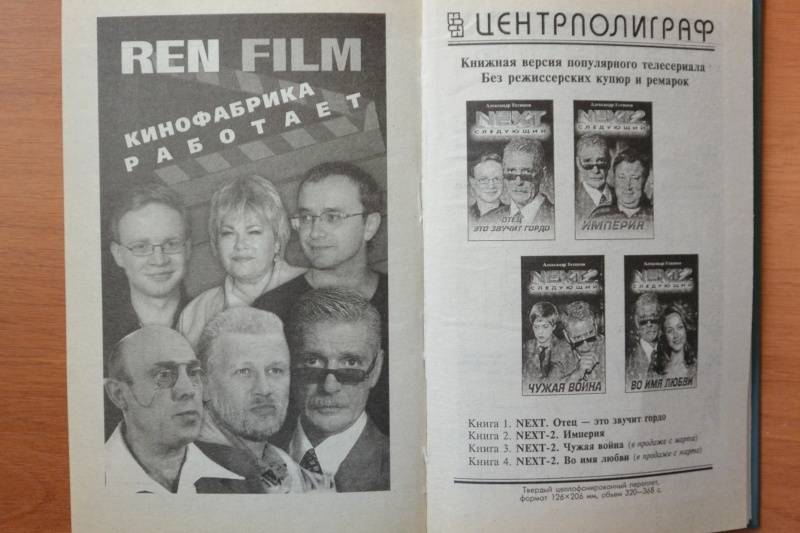 REN FILM
КИНОФАБРИКА
РАБОТАЕТ
ЦЕНТРПОЛИГРАФ
Книжная версия популярного телесериала
Без режиссерских купюр и ремарок
NEXT
СЛЕДУЮЩИЙ
ОТЕЦ
ЭТО ЗВУЧИТ ГОРДО
NEXT2
СЛЕДУЮЩИЙ
ИМПЕРИЯ
NEXT2
СЛЕДУЮЩИЙ
ЧУЖАЯ ВОЙНА
NEXT2
СЛЕДУЮЩИЙ
ВО ИМЯ ЛЮБВИ
Книга 1. NEXT. Отец — это звучит гордо
Книга 2. NEXT-2. Империя
Книга 3. NEXT-2. Чужая война (в продаже с марта)
Книга 4. NEXT-2. Во имя любви (в продаже с марта)
Твердый целлофанированный переплет,
формат 126×206 мм, объем 320—368 с.